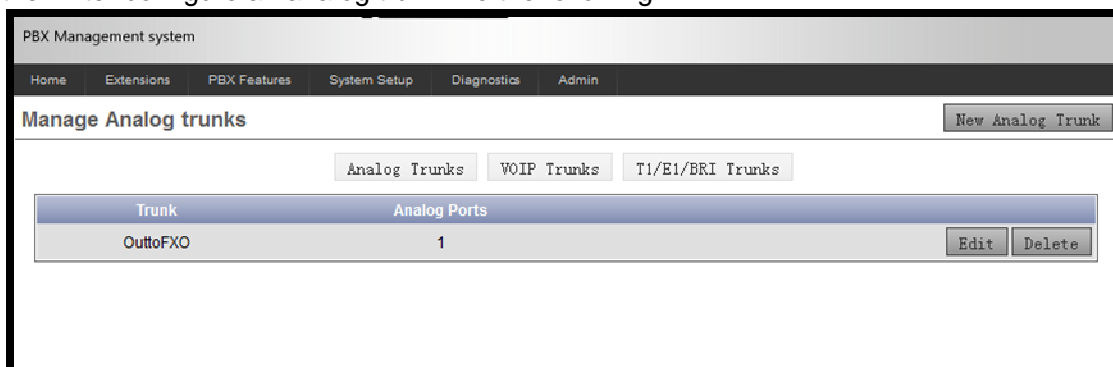 PBX Management system
Home Extensions PBX Features System Setup Diagnostics Admin
Manage Analog trunks New Analog Trunk
Analog Trunks VOIP Trunks T1/E1/BRI Trunks
Trunk Analog Ports
OuttoFXO 1 Edit Delete